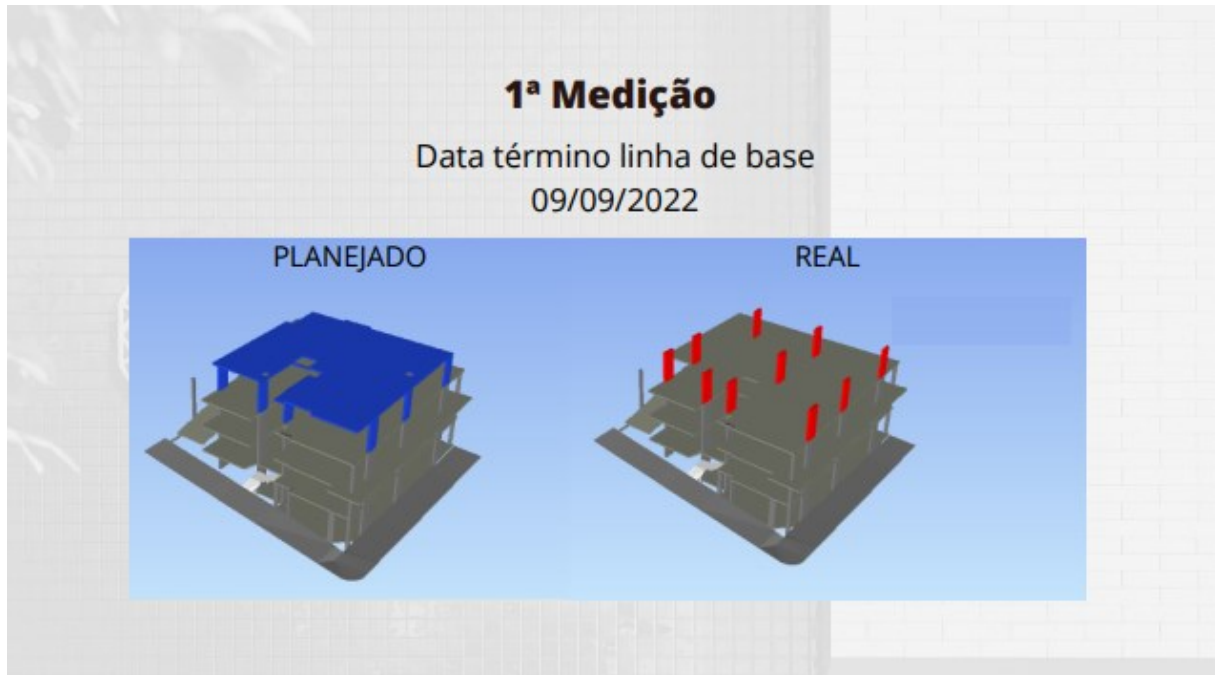 1ª Medição
Data término linha de base
09/09/2022
PLANEJADO
REAL